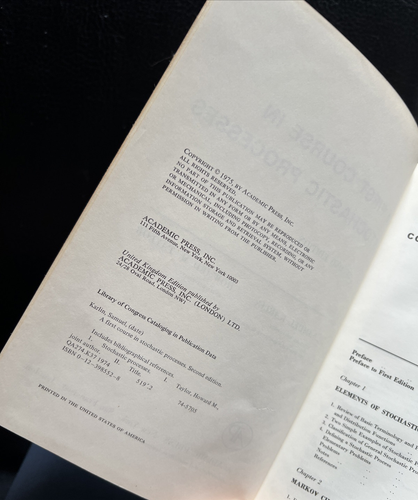 COPYRIGHT © 1975, BY ACADEMIC PRESS, INC.
ALL RIGHTS RESERVED.
NO PART OF THIS PUBLICATION MAY BE REPRODUCED OR
TRANSMITTED IN ANY FORM OR BY ANY MEANS, ELECTRONIC
OR MECHANICAL, INCLUDING PHOTOCOPY, RECORDING, OR ANY
INFORMATION STORAGE AND RETRIEVAL SYSTEM, WITHOUT
PERMISSION IN WRITING FROM THE PUBLISHER.
ACADEMIC PRESS, INC.
111 Fifth Avenue, New York, New York 10003
United Kingdom Edition published by
ACADEMIC PRESS, INC. (LONDON) LTD.
24/28 Oval Road, London NW1
Library of Congress Cataloging in Publication Data
Karlin, Samuel, (date)
A first course in stochastic processes. Second edition.
Includes bibliographical references.
1. Stochastic processes. I. Taylor, Howard M.,
joint author. II. Title.
QA274.K37 1974 519'.2 74-5705
ISBN 0-12-398552-8
PRINTED IN THE UNITED STATES OF AMERICA
Preface
Preface to First Edition
Chapter 1
ELEMENTS OF STOCHASTI
1. Review of Basic Terminology and
and Distribution Functions
2. Two Simple Examples of Stochastic
3. Classification of General Stochastic Pro
4. Defining a Stochastic Process
Elementary Problems
Problems
Notes
References
Chapter 2
MARKOV